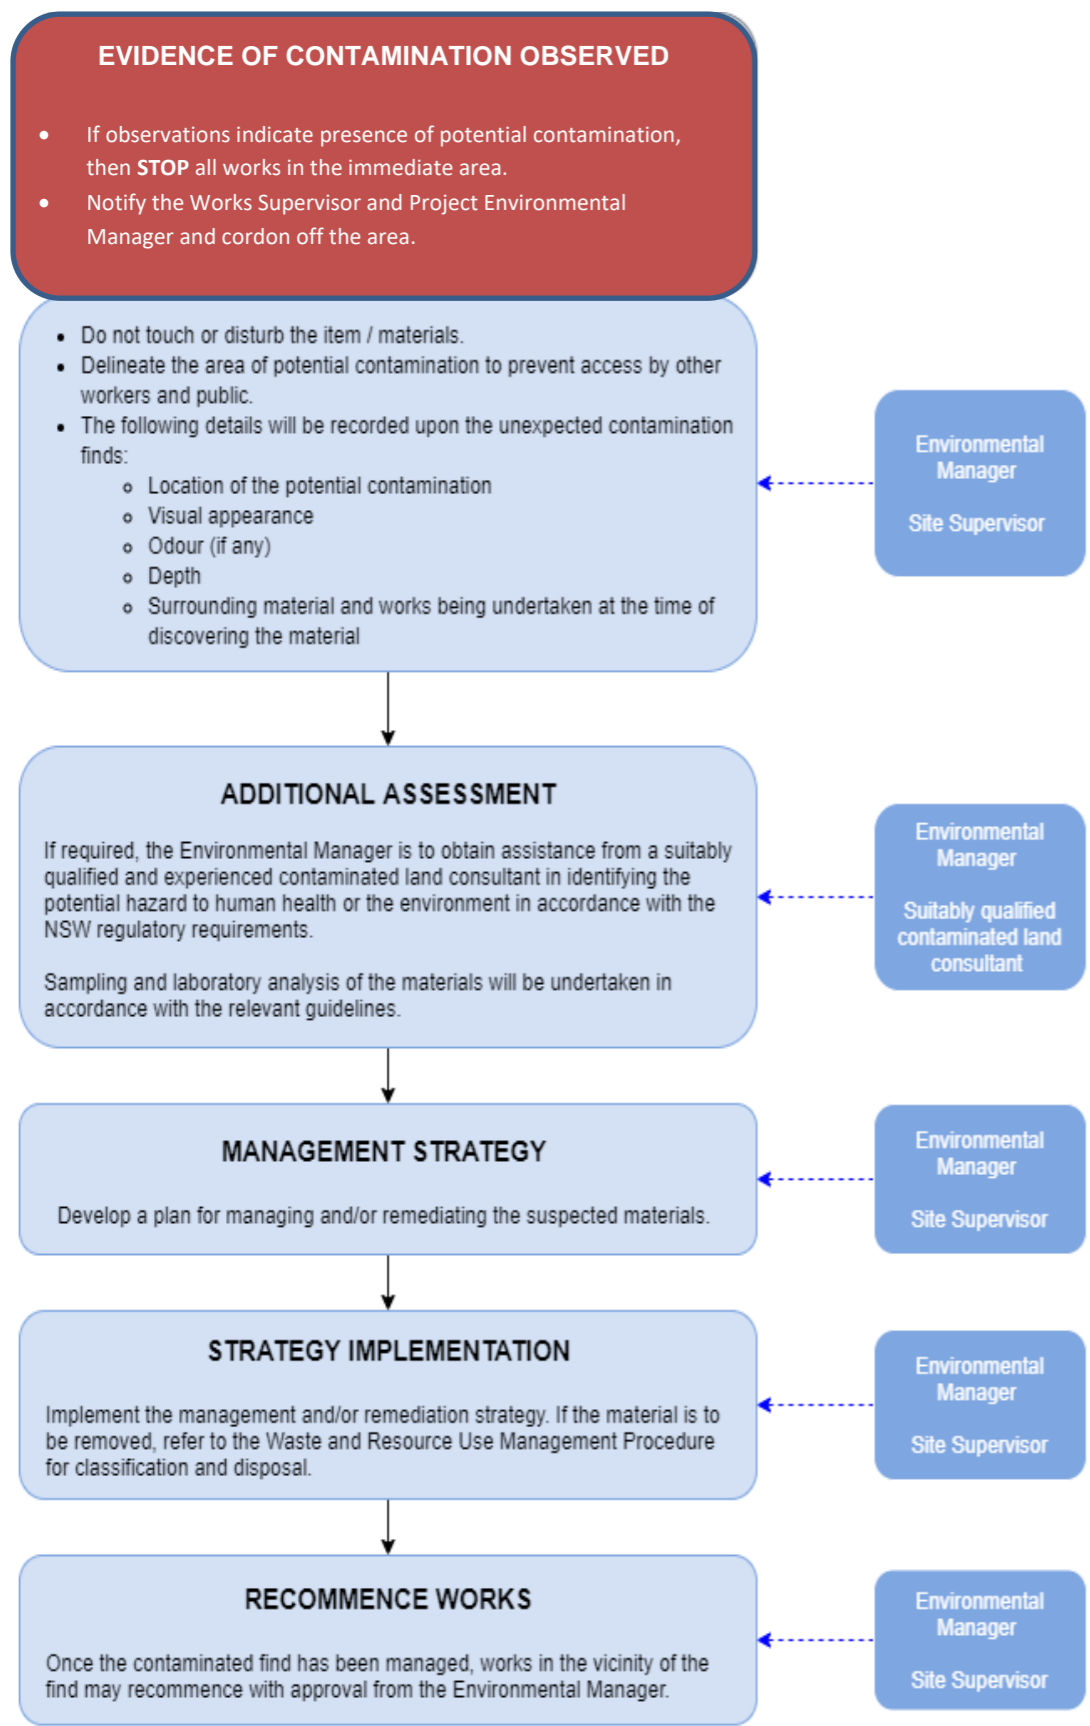 EVIDENCE OF CONTAMINATION OBSERVED
• If observations indicate presence of potential contamination,
then STOP all works in the immediate area.
• Notify the Works Supervisor and Project Environmental
Manager and cordon off the area.
• Do not touch or disturb the item / materials.
• Delineate the area of potential contamination to prevent access by other
workers and public.
• The following details will be recorded upon the unexpected contamination
finds:
o Location of the potential contamination
o Visual appearance
o Odour (if any)
o Depth
o Surrounding material and works being undertaken at the time of
discovering the material
Environmental
Manager
Site Supervisor
ADDITIONAL ASSESSMENT
If required, the Environmental Manager is to obtain assistance from a suitably
qualified and experienced contaminated land consultant in identifying the
potential hazard to human health or the environment in accordance with the
NSW regulatory requirements.
Sampling and laboratory analysis of the materials will be undertaken in
accordance with the relevant guidelines.
Environmental
Manager
Suitably qualified
contaminated land
consultant
MANAGEMENT STRATEGY
Develop a plan for managing and/or remediating the suspected materials.
Environmental
Manager
Site Supervisor
STRATEGY IMPLEMENTATION
Implement the management and/or remediation strategy. If the material is to
be removed, refer to the Waste and Resource Use Management Procedure
for classification and disposal.
Environmental
Manager
Site Supervisor
RECOMMENCE WORKS
Once the contaminated find has been managed, works in the vicinity of the
find may recommence with approval from the Environmental Manager.
Environmental
Manager
Site Supervisor